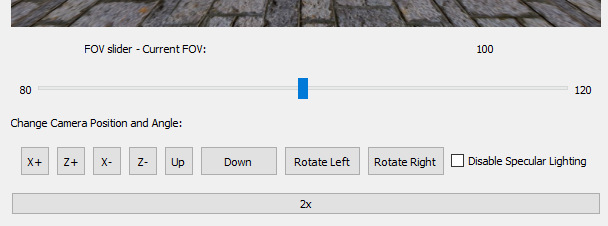 FOV slider - Current FOV: 100
80 120
Change Camera Position and Angle:
X+ Z+ X- Z- Up Down Rotate Left Rotate Right Disable Specular Lighting
2x